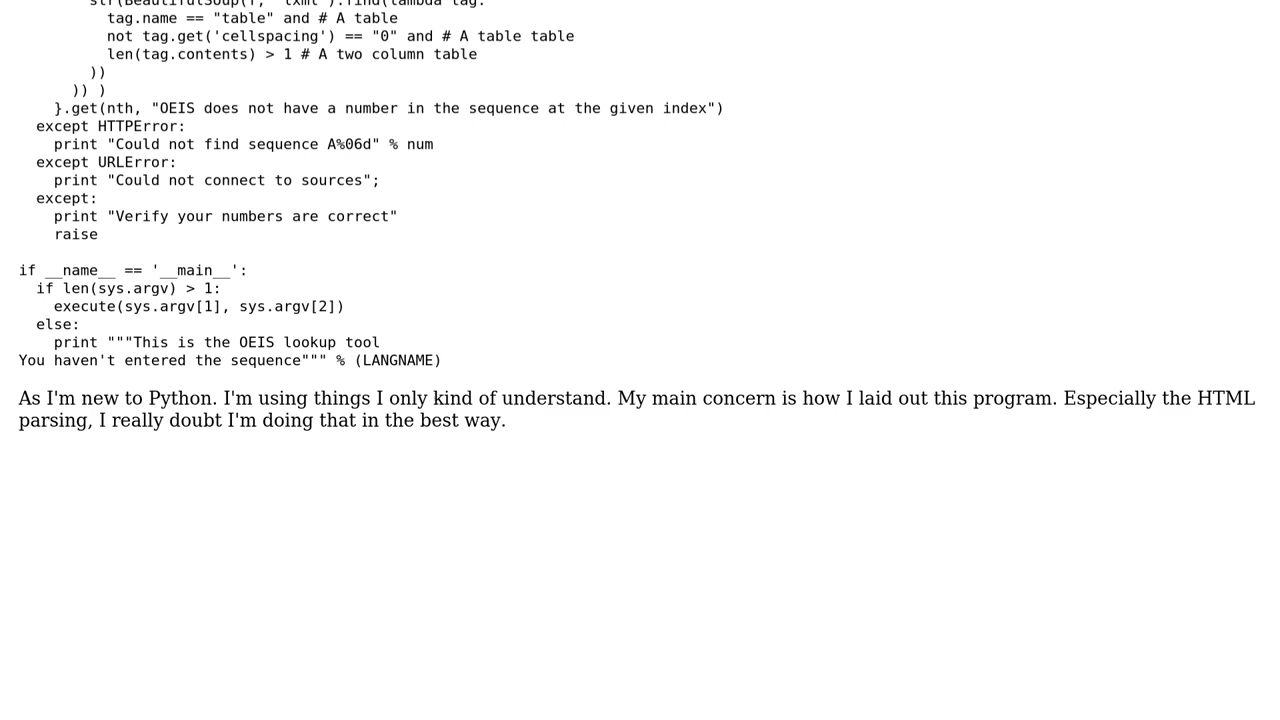 str(BeautifulSoup(f, "lxml").find(lambda tag:
tag.name == "table" and # A table
not tag.get('cellspacing') == "0" and # A table table
len(tag.contents) > 1 # A two column table
))
)) )
}.get(nth, "OEIS does not have a number in the sequence at the given index")
except HTTPError:
print "Could not find sequence A%06d" % num
except URLError:
print "Could not connect to sources";
except:
print "Verify your numbers are correct"
raise
if __name__ == '__main__':
if len(sys.argv) > 1:
execute(sys.argv[1], sys.argv[2])
else:
print """This is the OEIS lookup tool
You haven't entered the sequence""" % (LANGNAME)
As I'm new to Python. I'm using things I only kind of understand. My main concern is how I laid out this program. Especially the HTML
parsing, I really doubt I'm doing that in the best way.